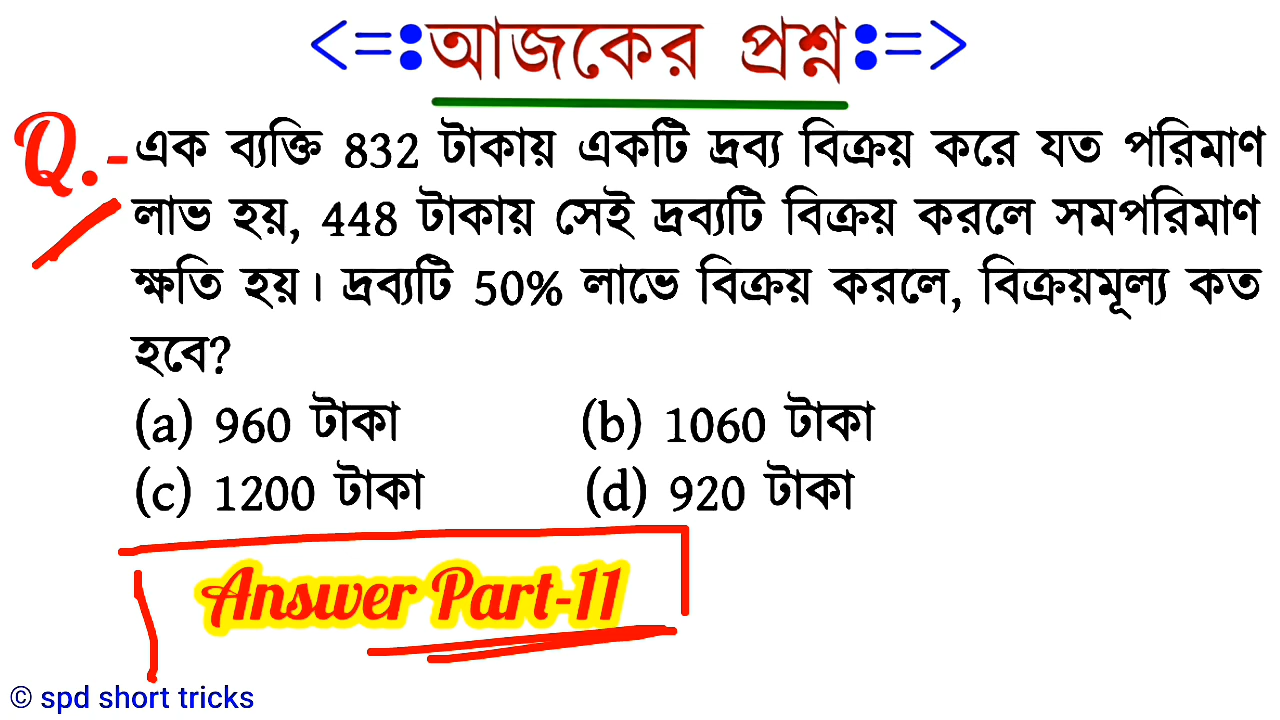 <=:আজকের প্রশ্ন:=>
Q.-এক ব্যক্তি 832 টাকায় একটি দ্রব্য বিক্রয় করে যত পরিমাণ
লাভ হয়, 448 টাকায় সেই দ্রব্যটি বিক্রয় করলে সমপরিমাণ
ক্ষতি হয়। দ্রব্যটি 50% লাভে বিক্রয় করলে, বিক্রয়মূল্য কত
হবে?
(a) 960 টাকা (b) 1060 টাকা
(c) 1200 টাকা (d) 920 টাকা
Answer Part-11
© spd short tricks